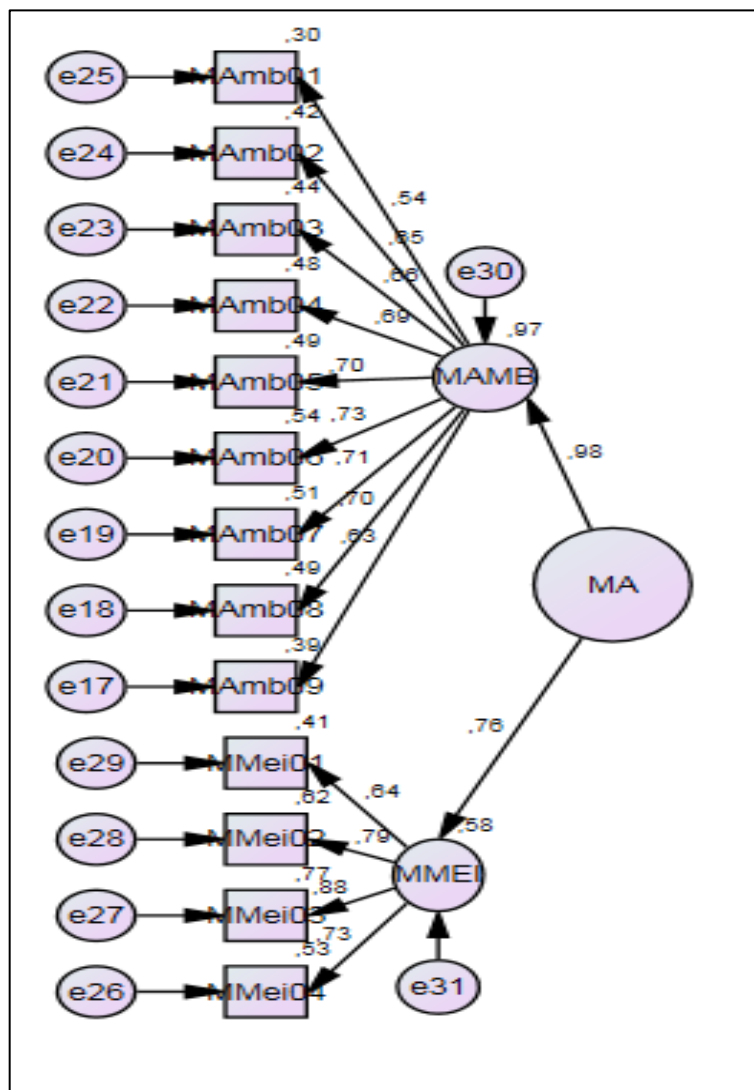 ,30
e25 MAmb01
,42
e24 MAmb02
,54
,44
e23 MAmb03
,65
,66 e30
,48
e22 MAmb04
,69
,97
,49
e21 MAmb05 ,70 MAMB
,54 ,73
e20 MAmb06 ,71 ,98
,51 ,70
e19 MAmb07 ,63
,49
MA
e18 MAmb08
,39
e17 MAmb09
,41 ,76
e29 MMei01
,62 ,64
e28 MMei02 ,79 ,58
,77 ,88 MMEI
e27 MMei03
,73
,53
e26 MMei04 e31